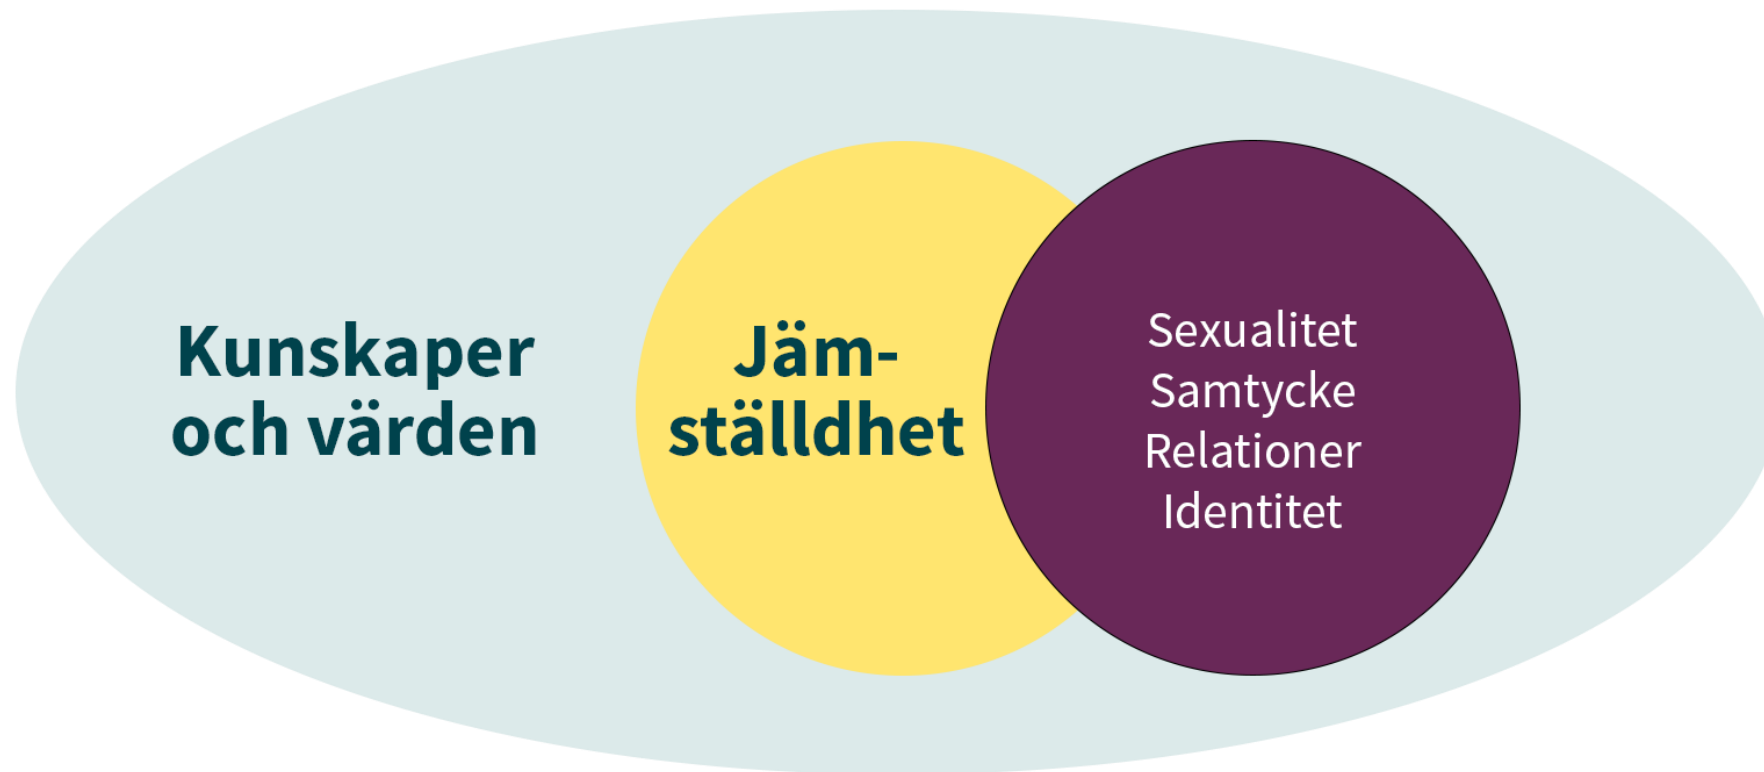 Kunskaper
och värden
Jäm-
ställdhet
Sexualitet
Samtycke
Relationer
Identitet